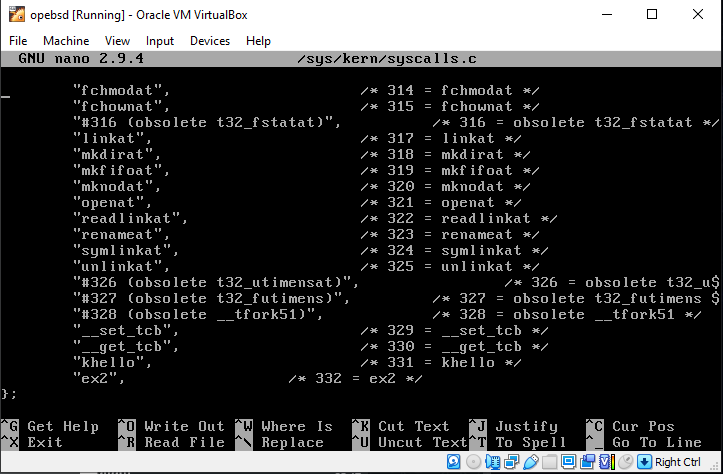 opebsd [Running] - Oracle VM VirtualBox
File Machine View Input Devices Help
GNU nano 2.9.4 /sys/kern/syscalls.c
"fchmodat", /* 314 = fchmodat */
"fchownat", /* 315 = fchownat */
"#316 (obsolete t32_fstatat)", /* 316 = obsolete t32_fstatat */
"linkat", /* 317 = linkat */
"mkdirat", /* 318 = mkdirat */
"mkfifoat", /* 319 = mkfifoat */
"mknodat", /* 320 = mknodat */
"openat", /* 321 = openat */
"readlinkat", /* 322 = readlinkat */
"renameat", /* 323 = renameat */
"symlinkat", /* 324 = symlinkat */
"unlinkat", /* 325 = unlinkat */
"#326 (obsolete t32_utimensat)", /* 326 = obsolete t32_u$
"#327 (obsolete t32_futimens)", /* 327 = obsolete t32_futimens $
"#328 (obsolete __tfork51)", /* 328 = obsolete __tfork51 */
"__set_tcb", /* 329 = __set_tcb */
"__get_tcb", /* 330 = __get_tcb */
"khello", /* 331 = khello */
"ex2", /* 332 = ex2 */
};
^G Get Help ^O Write Out ^W Where Is ^K Cut Text ^J Justify ^C Cur Pos
^X Exit ^R Read File ^\ Replace ^U Uncut Text ^T To Spell ^_ Go To Line
Right Ctrl